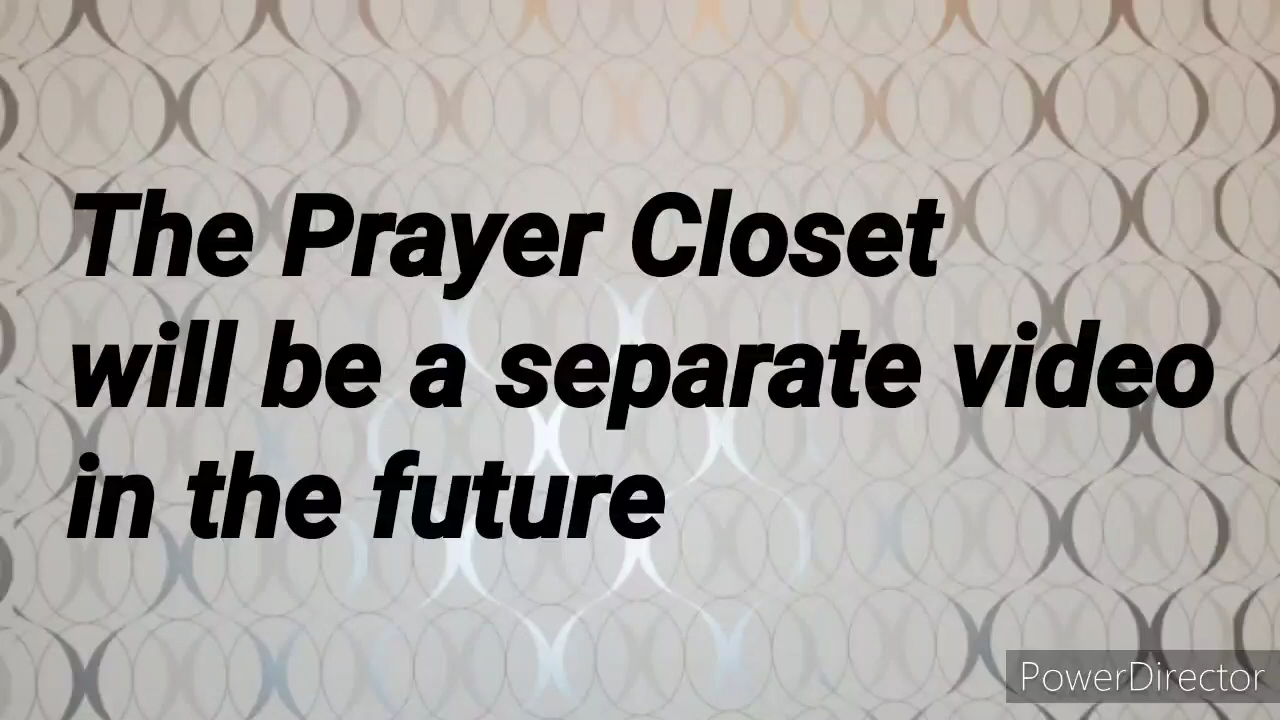 The Prayer Closet
will be a separate video
in the future
PowerDirector